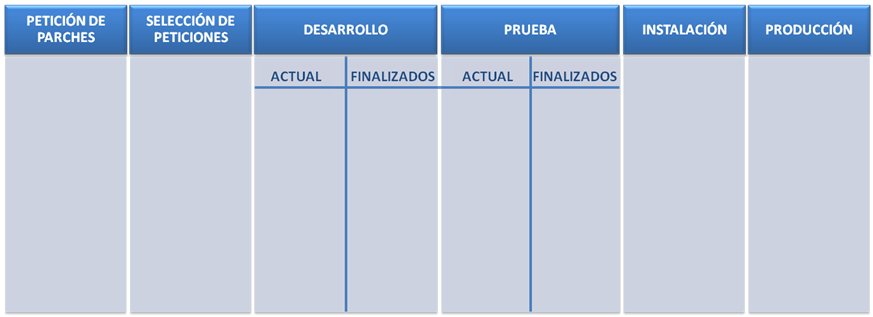 PETICIÓN DE
PARCHES
SELECCIÓN DE
PETICIONES
DESARROLLO
PRUEBA
INSTALACIÓN
PRODUCCIÓN
ACTUAL
FINALIZADOS
ACTUAL
FINALIZADOS